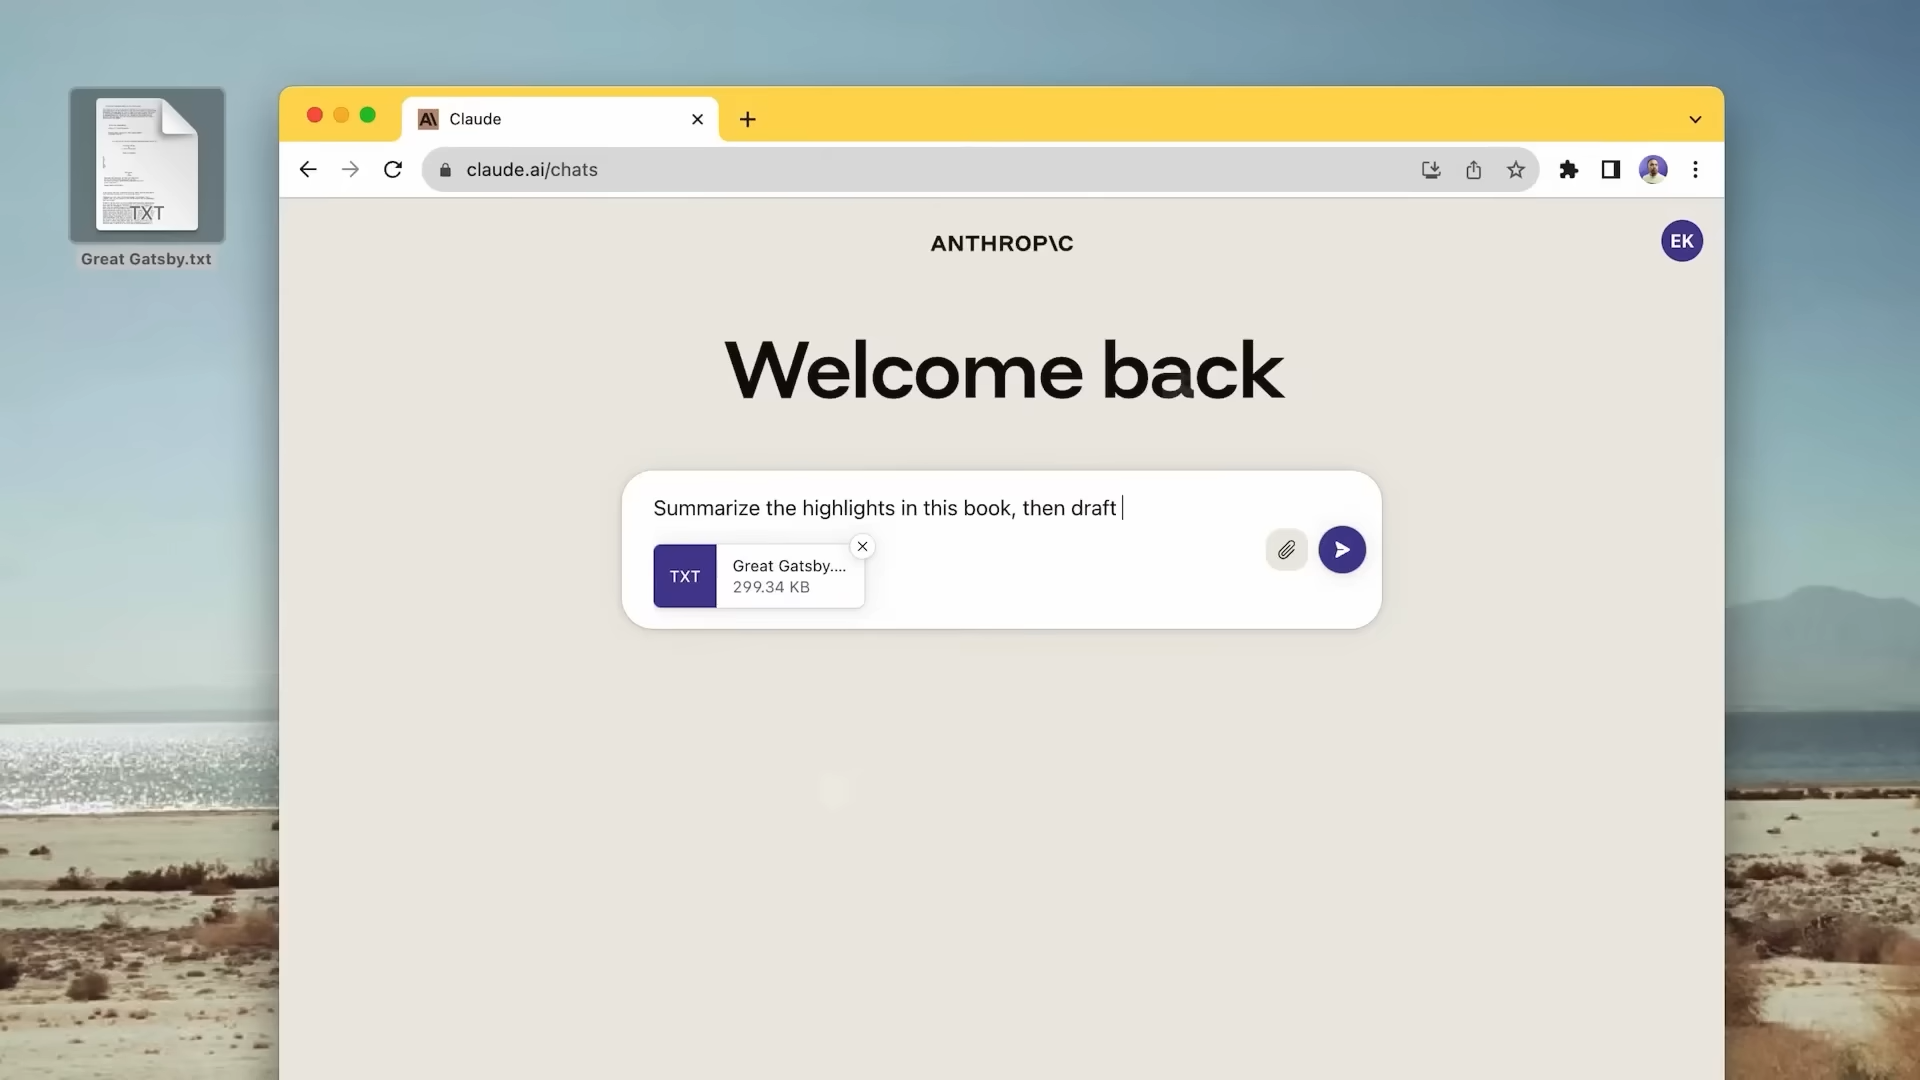 TXT
Great Gatsby.txt
Claude
claude.ai/chats
ANTHROP\C
EK
Welcome back
Summarize the highlights in this book, then draft
TXT
Great Gatsby....
299.34 KB